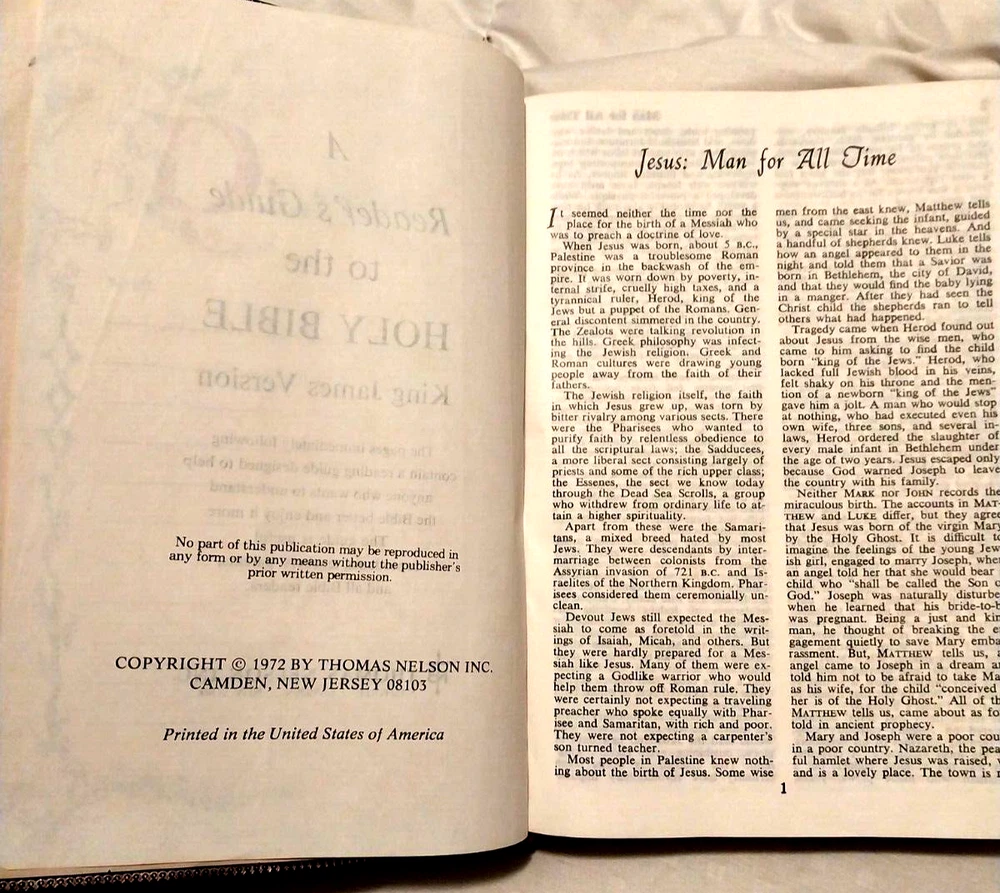 A
Reader's Guide
to the
HOLY BIBLE
King James Version
The pages immediately following
contain a reading guide designed to help
anyone who wants to understand
the Bible better and enjoy it more
No part of this publication may be reproduced in
any form or by any means without the publisher's
prior written permission.
and all Bible readers
COPYRIGHT © 1972 BY THOMAS NELSON INC.
CAMDEN, NEW JERSEY 08103
Printed in the United States of America
Jesus: Man for All Time
It seemed neither the time nor the
place for the birth of a Messiah who
was to preach a doctrine of love.
When Jesus was born, about 5 B.C.,
Palestine was a troublesome Roman
province in the backwash of the em-
pire. It was worn down by poverty, in-
ternal strife, cruelly high taxes, and a
tyrannical ruler, Herod, king of the
Jews but a puppet of the Romans. Gen-
eral discontent simmered in the country.
The Zealots were talking revolution in
the hills. Greek philosophy was infect-
ing the Jewish religion. Greek and
Roman cultures were drawing young
people away from the faith of their
fathers.
The Jewish religion itself, the faith
in which Jesus grew up, was torn by
bitter rivalry among various sects. There
were the Pharisees who wanted to
purify faith by relentless obedience to
all the scriptural laws; the Sadducees,
a more liberal sect consisting largely of
priests and some of the rich upper class;
the Essenes, the sect we know today
through the Dead Sea Scrolls, a group
who withdrew from ordinary life to at-
tain a higher spirituality.
Apart from these were the Samari-
tans, a mixed breed hated by most
Jews. They were descendants by inter-
marriage between colonists from the
Assyrian invasion of 721 B.C. and Is-
raelites of the Northern Kingdom. Phar-
isees considered them ceremonially un-
clean.
Devout Jews still expected the Mes-
siah to come as foretold in the writ-
ings of Isaiah, Micah, and others. But
they were hardly prepared for a Mes-
siah like Jesus. Many of them were ex-
pecting a Godlike warrior who would
help them throw off Roman rule. They
were certainly not expecting a traveling
preacher who spoke equally with Phar-
isee and Samaritan, with rich and poor.
They were not expecting a carpenter's
son turned teacher.
Most people in Palestine knew noth-
ing about the birth of Jesus. Some wise
men from the east knew, Matthew tells
us, and came seeking the infant, guided
by a special star in the heavens. And
a handful of shepherds knew. Luke tells
how an angel appeared to them in the
night and told them that a Savior was
born in Bethlehem, the city of David,
and that they would find the baby lying
in a manger. After they had seen the
Christ child the shepherds ran to tell
others what had happened.
Tragedy came when Herod found out
about Jesus from the wise men, who
came to him asking to find the child
born "king of the Jews." Herod, who
lacked full Jewish blood in his veins,
felt shaky on his throne and the men-
tion of a newborn "king of the Jews"
gave him a jolt. A man who would stop
at nothing, who had executed even his
own wife, three sons, and several in-
laws, Herod ordered the slaughter of
every male infant in Bethlehem under
the age of two years. Jesus escaped only
because God warned Joseph to leave
the country with his family.
Neither MARK nor JOHN records the
miraculous birth. The accounts in MAT-
THEW and LUKE differ, but they agree
that Jesus was born of the virgin Mary
by the Holy Ghost. It is difficult to
imagine the feelings of the young Jew-
ish girl, engaged to marry Joseph, when
an angel told her that she would bear
child who "shall be called the Son o
God." Joseph was naturally disturbe
when he learned that his bride-to-b
was pregnant. Being a just and kin
man, he thought of breaking the e
gagement quietly to save Mary emba
rassment. But, MATTHEW tells us, a
angel came to Joseph in a dream a
told him not to be afraid to take Ma
as his wife, for the child "conceived
her is of the Holy Ghost." All of th
MATTHEW tells us, came about as fo
told in ancient prophecy.
Mary and Joseph were a poor cou
in a poor country. Nazareth, the pea
ful hamlet where Jesus was raised, w
and is a lovely place. The town is n
1